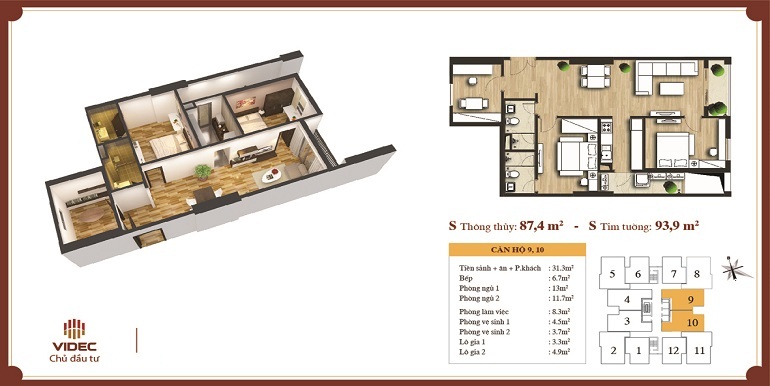 S Thông thủy: 87,4 m² - S Tim tường: 93,9 m²
CĂN HỘ 9, 10
Tiền sảnh + ăn + P.khách : 31.3m²
Bếp : 6.7m²
Phòng ngủ 1 : 13m²
Phòng ngủ 2 : 11.7m²
Phòng làm việc : 8.3m²
Phòng vệ sinh 1 : 4.5m²
Phòng vệ sinh 2 : 3.7m²
Lô gia 1 : 3.3m²
Lô gia 2 : 4.9m²
5 6 7 8
4 9
3 10
2 1 12 11
VIDEC
Chủ đầu tư